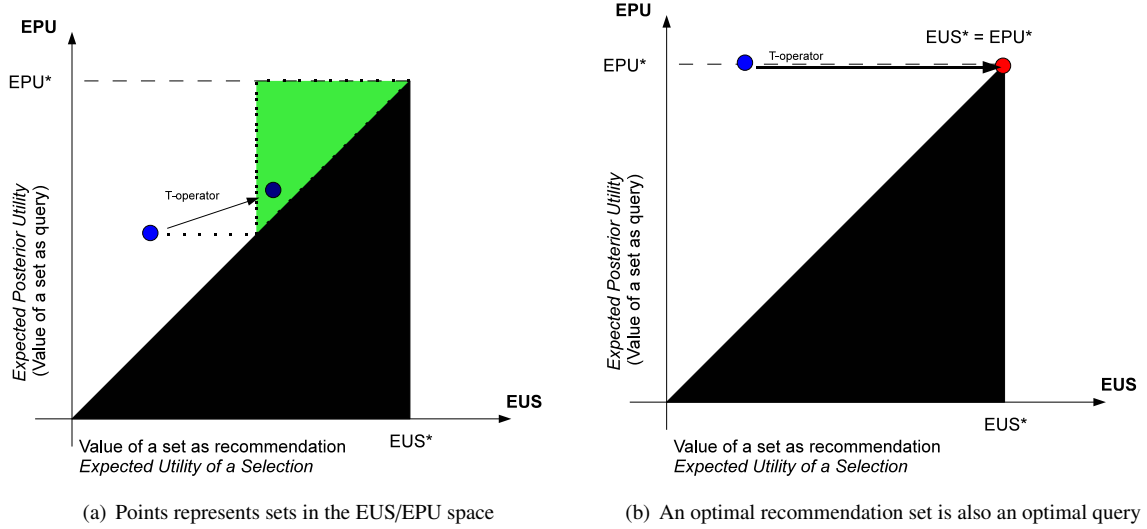 EPU
EPU*
T-operator
Expected Posterior Utility
(Value of a set as query)
EUS
Value of a set as recommendation
EUS*
Expected Utility of a Selection
(a) Points represents sets in the EUS/EPU space
EPU
EUS* = EPU*
EPU*
T-operator
Expected Posterior Utility
(Value of a set as query)
EUS
Value of a set as recommendation
EUS*
Expected Utility of a Selection
(b) An optimal recommendation set is also an optimal query